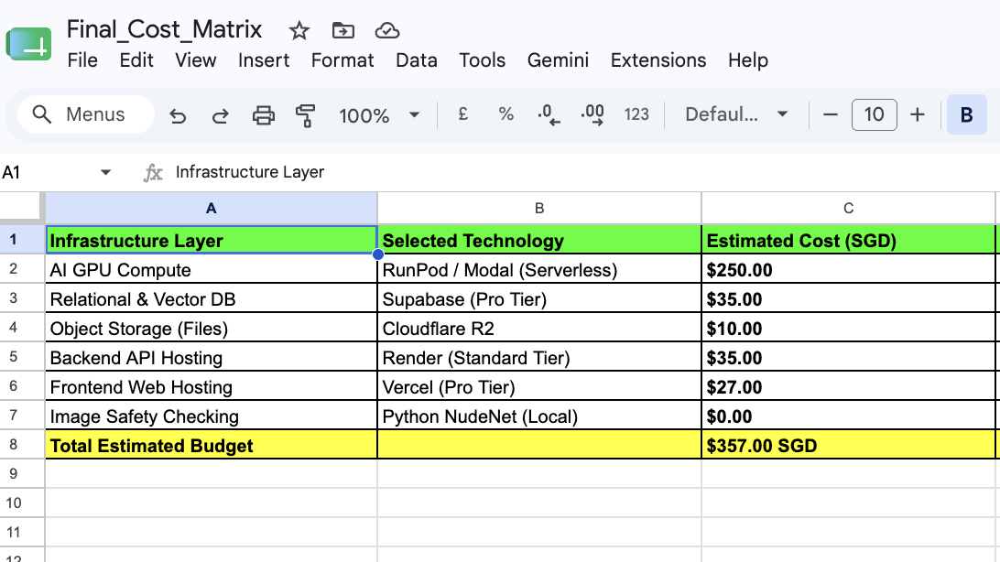 Final_Cost_Matrix
File Edit View Insert Format Data Tools Gemini Extensions Help
Menus 100% £ % .0 .00 123 Defaul... 10 B
A1 fx Infrastructure Layer
A B C
1 Infrastructure Layer Selected Technology Estimated Cost (SGD)
2 AI GPU Compute RunPod / Modal (Serverless) $250.00
3 Relational & Vector DB Supabase (Pro Tier) $35.00
4 Object Storage (Files) Cloudflare R2 $10.00
5 Backend API Hosting Render (Standard Tier) $35.00
6 Frontend Web Hosting Vercel (Pro Tier) $27.00
7 Image Safety Checking Python NudeNet (Local) $0.00
8 Total Estimated Budget $357.00 SGD
9
10
11
12